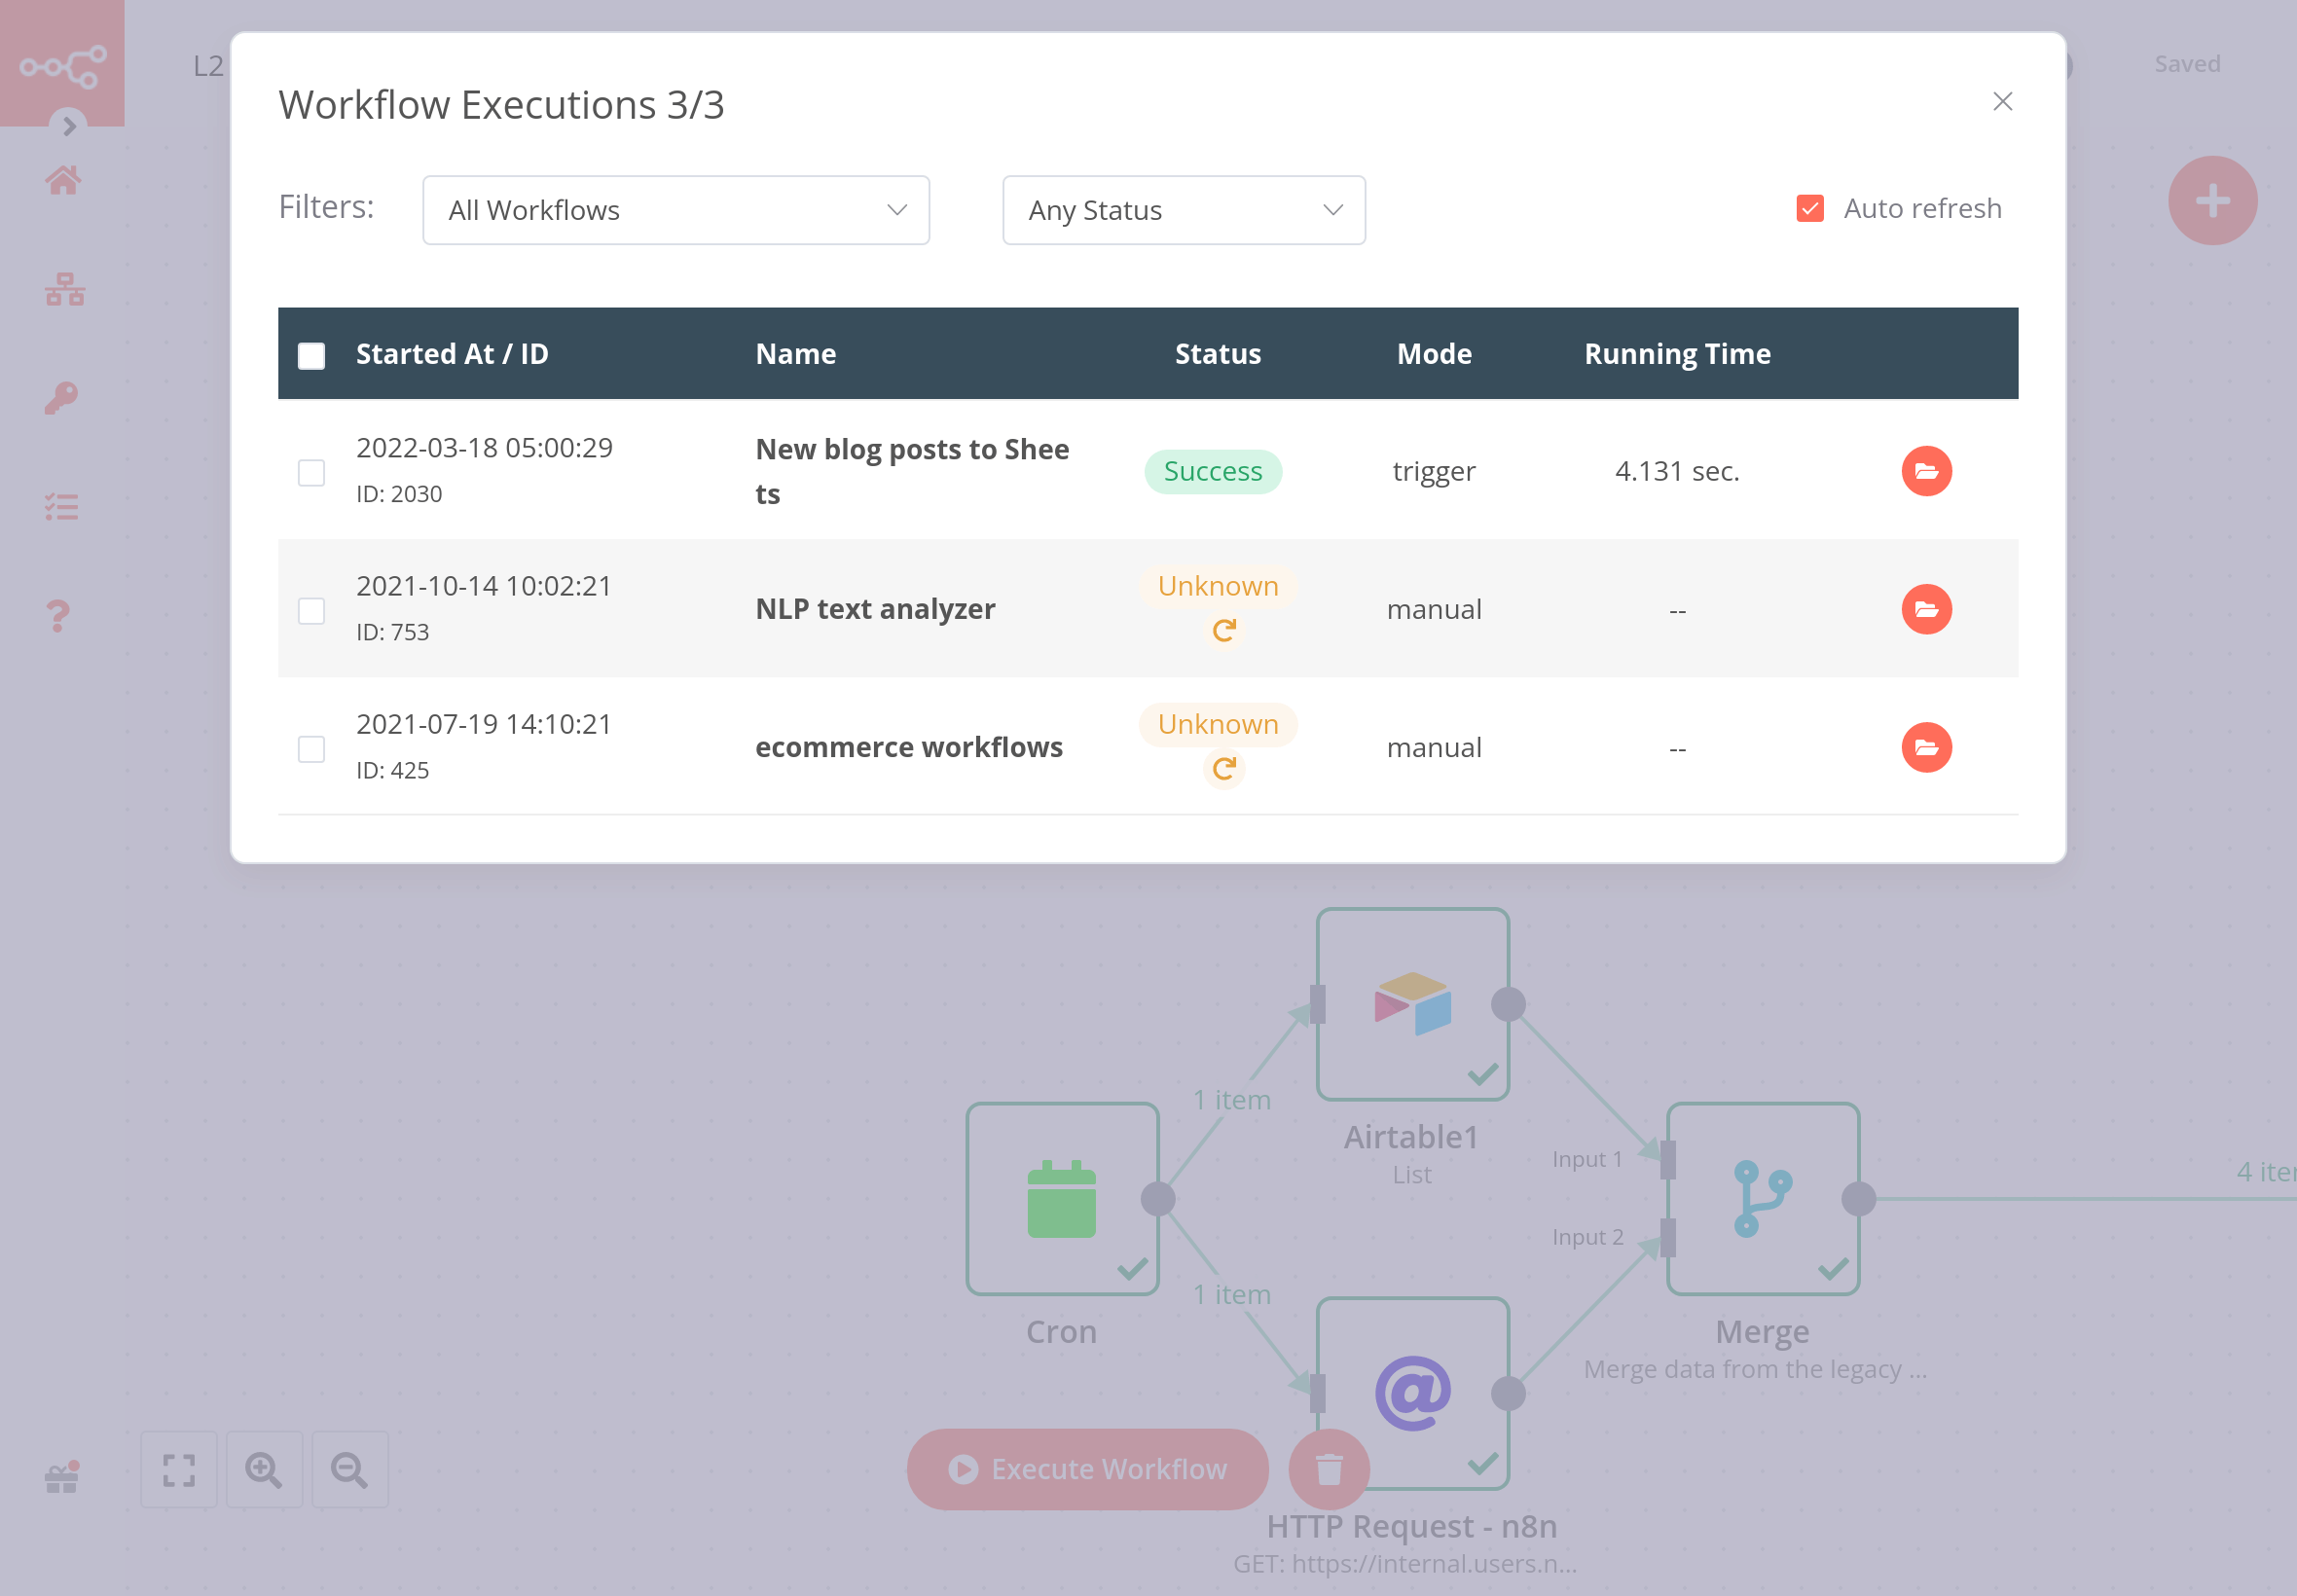 L2
Saved
Workflow Executions 3/3
Filters:
All Workflows
Any Status
Auto refresh
Started At / ID Name Status Mode Running Time
2022-03-18 05:00:29
ID: 2030
New blog posts to Shee
ts
Success
trigger
4.131 sec.
2021-10-14 10:02:21
ID: 753
NLP text analyzer
Unknown
manual
--
2021-07-19 14:10:21
ID: 425
ecommerce workflows
Unknown
manual
--
1 item
Airtable1
List
Input 1
Input 2
4 iter
1 item
Cron
Merge
Merge data from the legacy ...
Execute Workflow
HTTP Request - n8n
GET: https://internal.users.n...